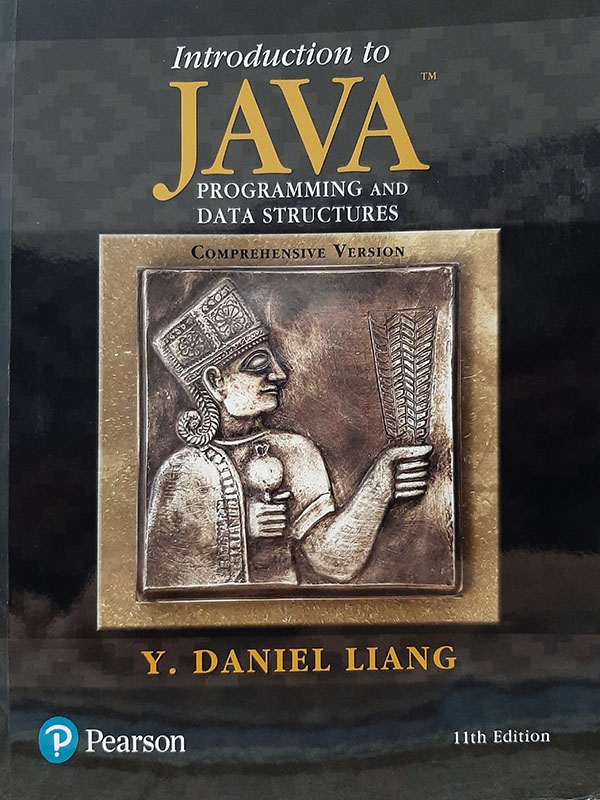 Introduction to
JAVA™
PROGRAMMING AND
DATA STRUCTURES
COMPREHENSIVE VERSION
Y. DANIEL LIANG
P Pearson
11th Edition